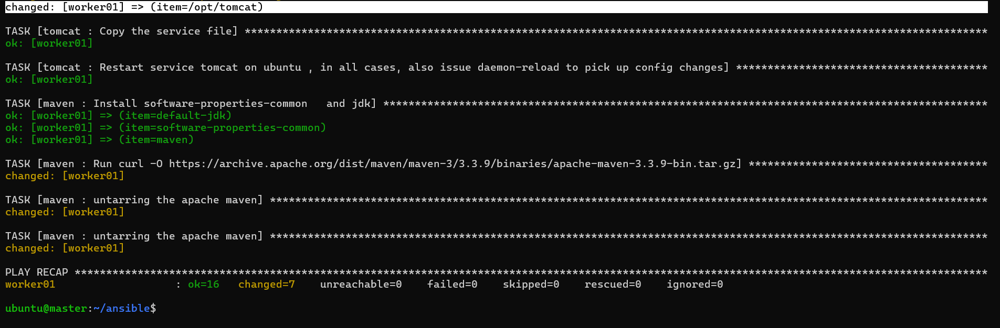 changed: [worker01] => (item=/opt/tomcat)
TASK [tomcat : Copy the service file] **********************************************************************************************************************
ok: [worker01]
TASK [tomcat : Restart service tomcat on ubuntu , in all cases, also issue daemon-reload to pick up config changes] ****************************************
ok: [worker01]
TASK [maven : Install software-properties-common   and jdk] ************************************************************************************************
ok: [worker01] => (item=default-jdk)
ok: [worker01] => (item=software-properties-common)
ok: [worker01] => (item=maven)
TASK [maven : Run curl -O https://archive.apache.org/dist/maven/maven-3/3.3.9/binaries/apache-maven-3.3.9-bin.tar.gz] **************************************
changed: [worker01]
TASK [maven : untarring the apache maven] ******************************************************************************************************************
changed: [worker01]
TASK [maven : untarring the apache maven] ******************************************************************************************************************
changed: [worker01]
PLAY RECAP *************************************************************************************************************************************************
worker01                   : ok=16   changed=7    unreachable=0    failed=0    skipped=0    rescued=0    ignored=0
ubuntu@master:~/ansible$